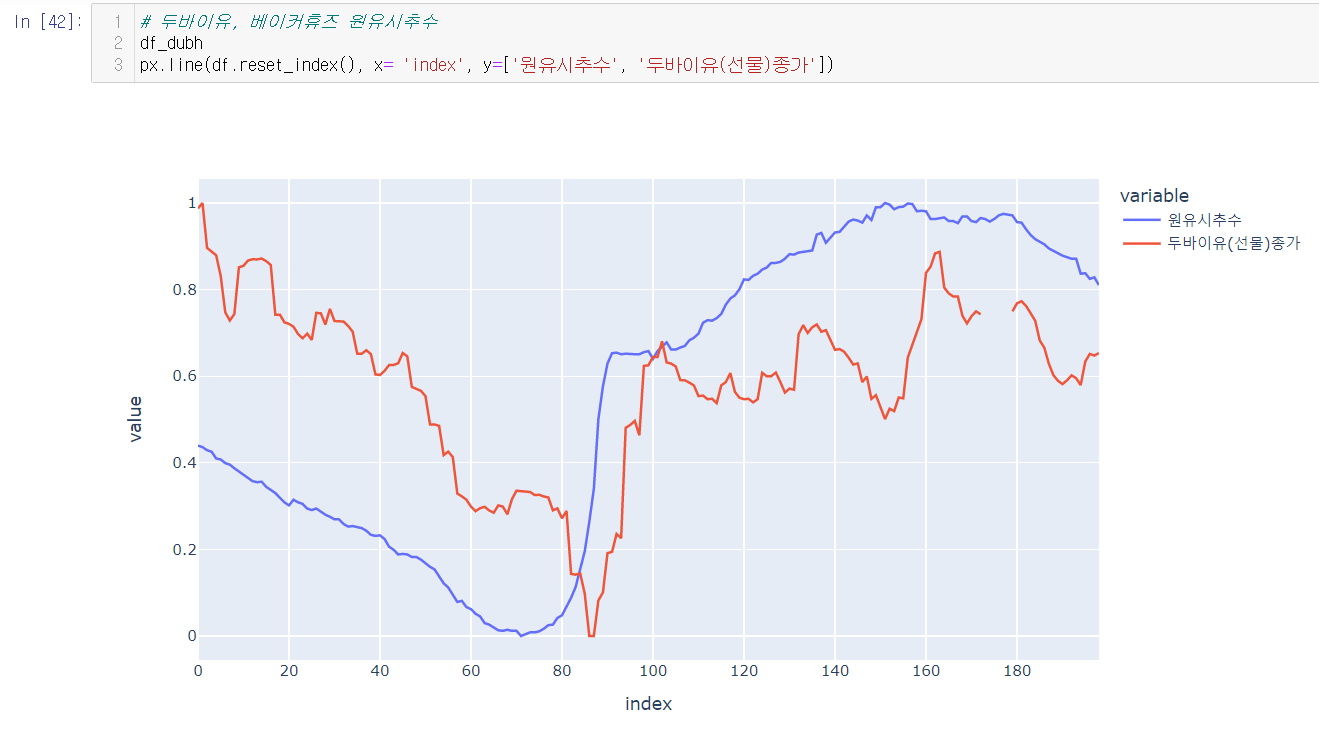 In [42]:
1 # 두바이유, 베이커휴즈 원유시추수
2 df_dubh
3 px.line(df.reset_index(), x= 'index', y=['원유시추수', '두바이유(선물)종가'])
variable
원유시추수
두바이유(선물)종가
1
0.8
0.6
0.4
0.2
0
value
0 20 40 60 80 100 120 140 160 180
index